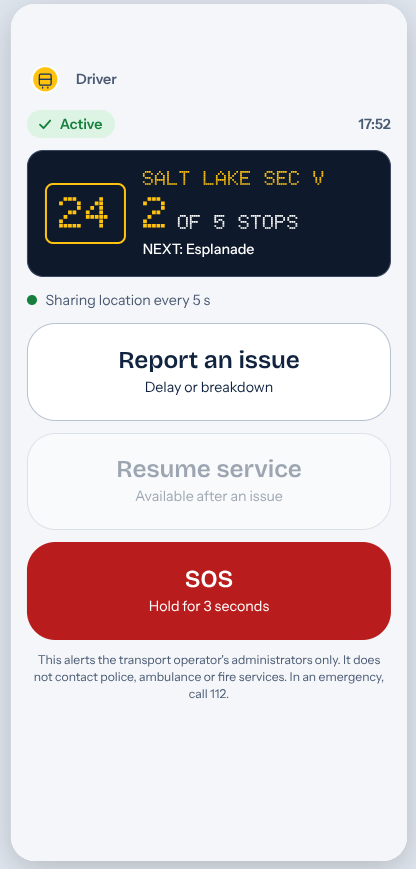 Driver
Active
17:52
24
SALT LAKE SEC V
2 OF 5 STOPS
NEXT: Esplanade
Sharing location every 5 s
Report an issue
Delay or breakdown
Resume service
Available after an issue
SOS
Hold for 3 seconds
This alerts the transport operator's administrators only. It does
not contact police, ambulance or fire services. In an emergency,
call 112.